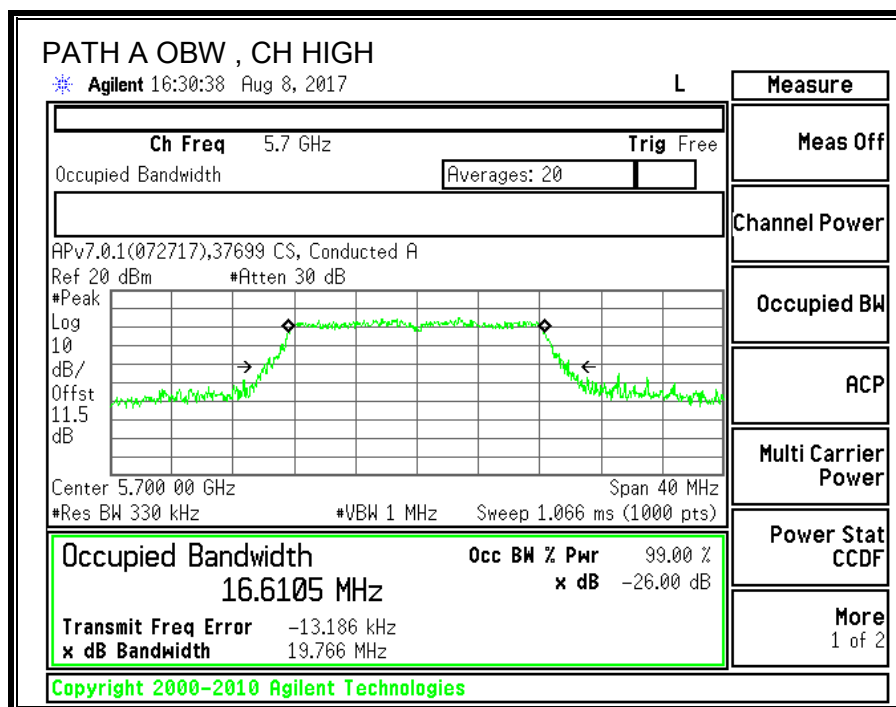 PATH A OBW , CH HIGH
Agilent 16:30:38 Aug 8, 2017 L
Measure
Ch Freq 5.7 GHz Trig Free
Occupied Bandwidth Averages: 20
APv7.0.1(072717),37699 CS, Conducted A
Ref 20 dBm #Atten 30 dB
#Peak
Log
10
dB/
Offst
11.5
dB
Center 5.700 00 GHz Span 40 MHz
#Res BW 330 kHz #VBW 1 MHz Sweep 1.066 ms (1000 pts)
Occupied Bandwidth Occ BW % Pwr 99.00 %
16.6105 MHz x dB -26.00 dB
Transmit Freq Error -13.186 kHz
x dB Bandwidth 19.766 MHz
Copyright 2000-2010 Agilent Technologies
Meas Off
Channel Power
Occupied BW
ACP
Multi Carrier
Power
Power Stat
CCDF
More
1 of 2